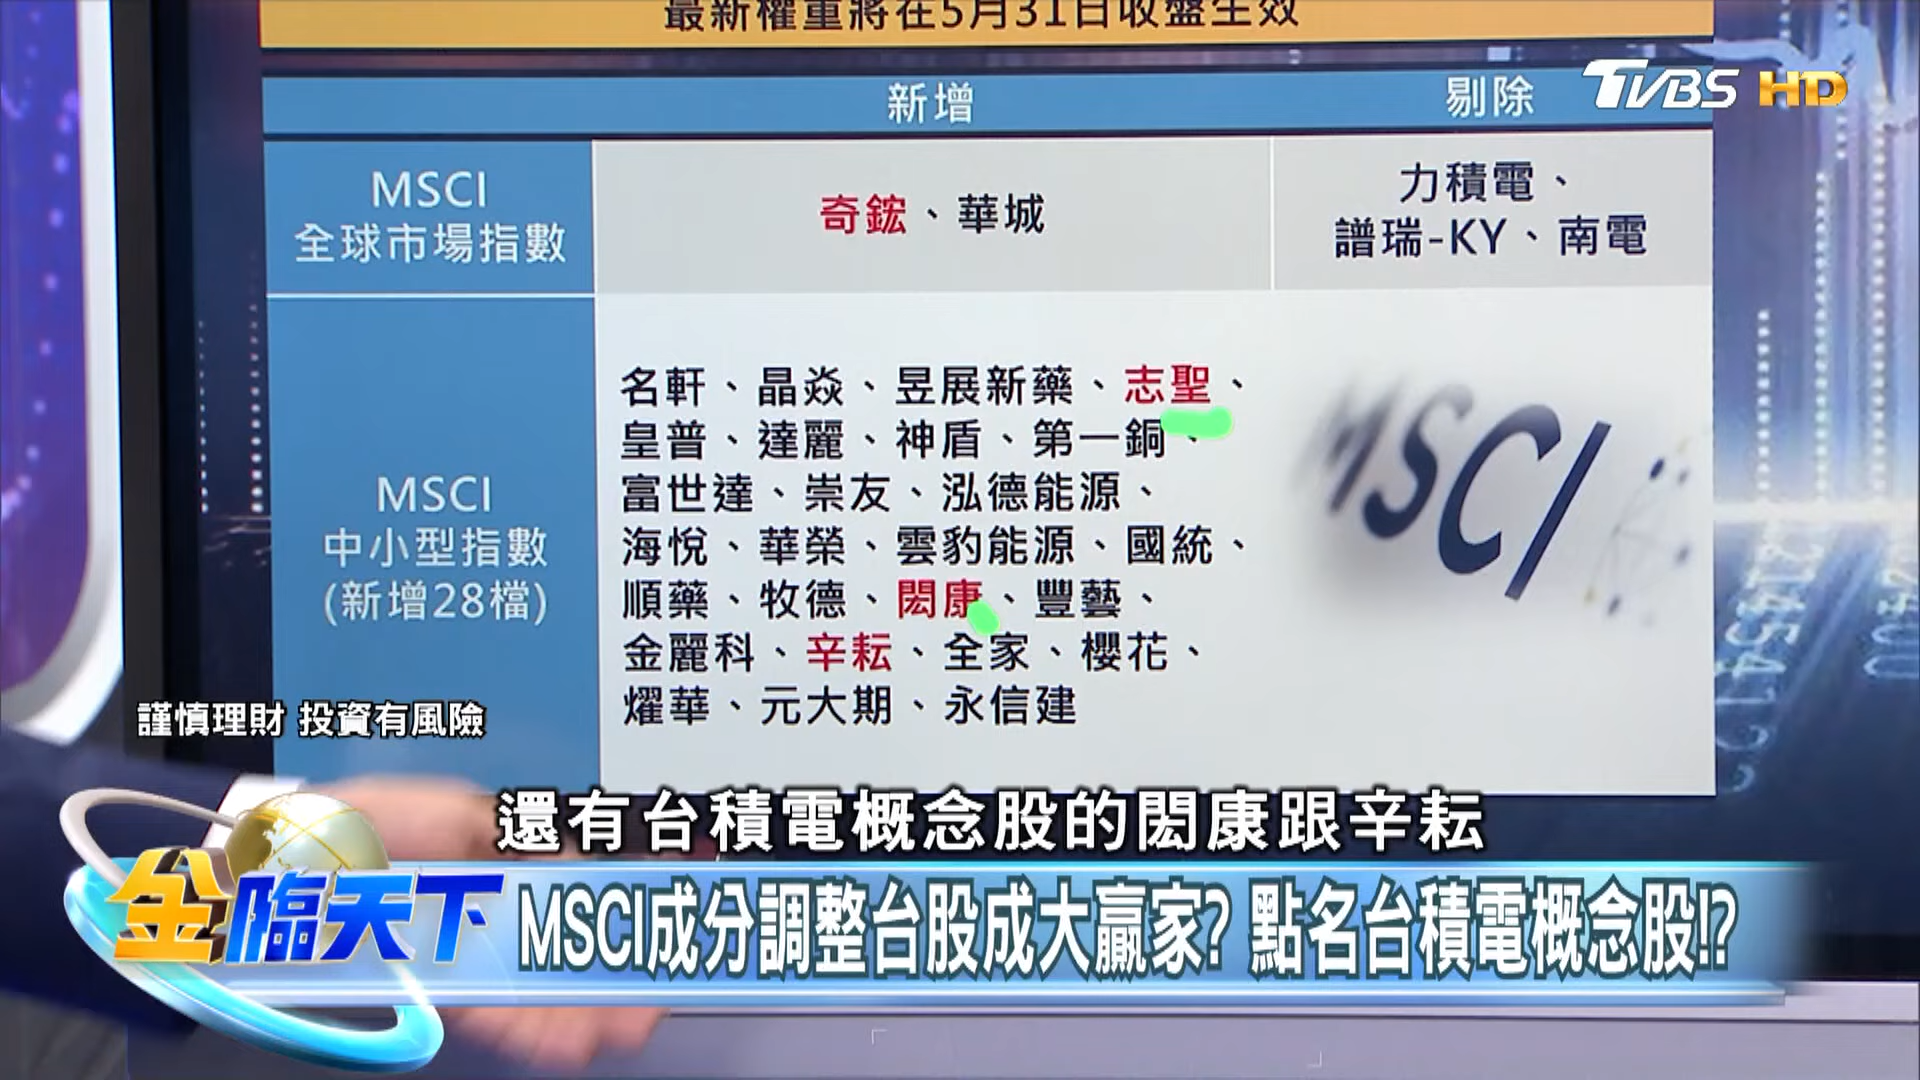 最新權重將在5月31日收盤生效
TVBS HD
新增
剔除
MSCI
全球市場指數
奇鋐、華城
力積電、
譜瑞-KY、南電
MSCI
中小型指數
(新增28檔)
名軒、晶焱、昱展新藥、志聖、
皇普、達麗、神盾、第一銅、
富世達、崇友、泓德能源、
海悅、華榮、雲豹能源、國統、
順藥、牧德、閎康、豐藝、
金麗科、辛耘、全家、櫻花、
燿華、元大期、永信建
MSCI
謹慎理財 投資有風險
還有台積電概念股的閎康跟辛耘
金臨天下
MSCI成分調整台股成大贏家? 點名台積電概念股!?